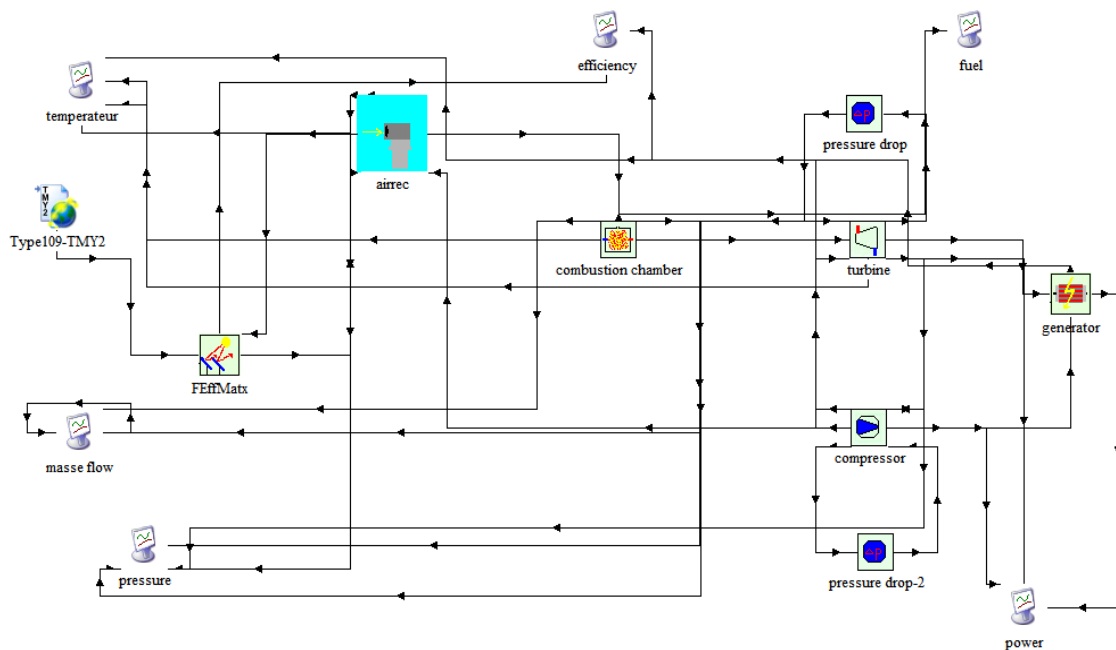 efficiency
fuel
temperateur
pressure drop
airrec
TMY2
Type109-TMY2
combustion chamber
turbine
generator
FEffMatx
masse flow
compressor
pressure
pressure drop-2
power